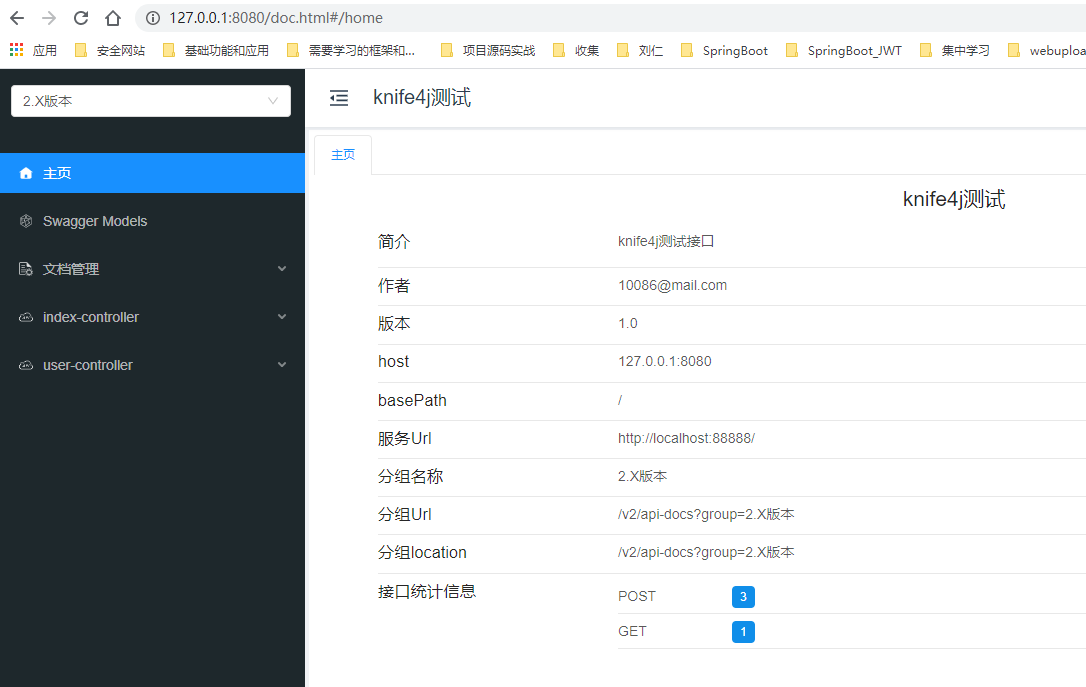 127.0.0.1:8080/doc.html#/home
应用 安全网站 基础功能和应用 需要学习的框架和... 项目源码实战 收集 刘仁 SpringBoot SpringBoot_JWT 集中学习 webuploa
2.X版本
knife4j测试
主页
主页
knife4j测试
Swagger Models
简介 knife4j测试接口
文档管理
作者 10086@mail.com
index-controller
版本 1.0
user-controller
host 127.0.0.1:8080
basePath /
服务Url http://localhost:88888/
分组名称 2.X版本
分组Url /v2/api-docs?group=2.X版本
分组location /v2/api-docs?group=2.X版本
接口统计信息 POST 3
GET 1